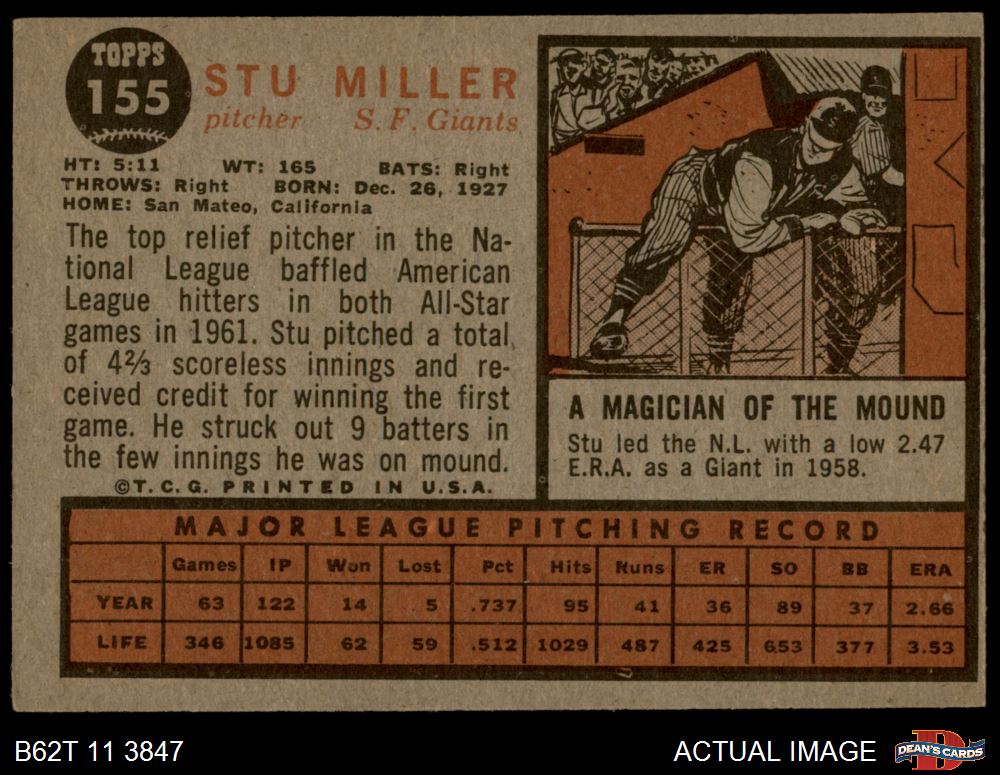 TOPPS
155
STU MILLER
pitcher S. F. Giants
HT: 5:11 WT: 165 BATS: Right
THROWS: Right BORN: Dec. 26, 1927
HOME: San Mateo, California
The top relief pitcher in the Na-
tional League baffled American
League hitters in both All-Star
games in 1961. Stu pitched a total
of 4⅔ scoreless innings and re-
ceived credit for winning the first
game. He struck out 9 batters in
the few innings he was on mound.
©T. C. G. PRINTED IN U.S.A.
A MAGICIAN OF THE MOUND
Stu led the N.L. with a low 2.47
E.R.A. as a Giant in 1958.
MAJOR LEAGUE PITCHING RECORD
Games IP Won Lost Pct Hits Runs ER SO BB ERA
YEAR 63 122 14 5 .737 95 41 36 89 37 2.66
LIFE 346 1085 62 59 .512 1029 487 425 653 377 3.53
B62T 11 3847
ACTUAL IMAGE
DEAN'S CARDS